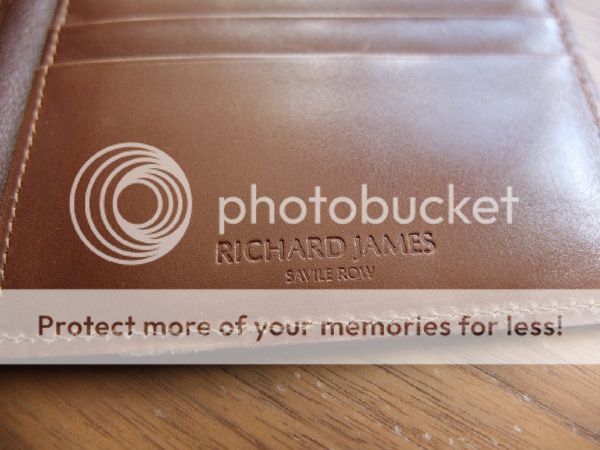 photobucket
RICHARD JAMES
SAVILE ROW
Protect more of your memories for less!